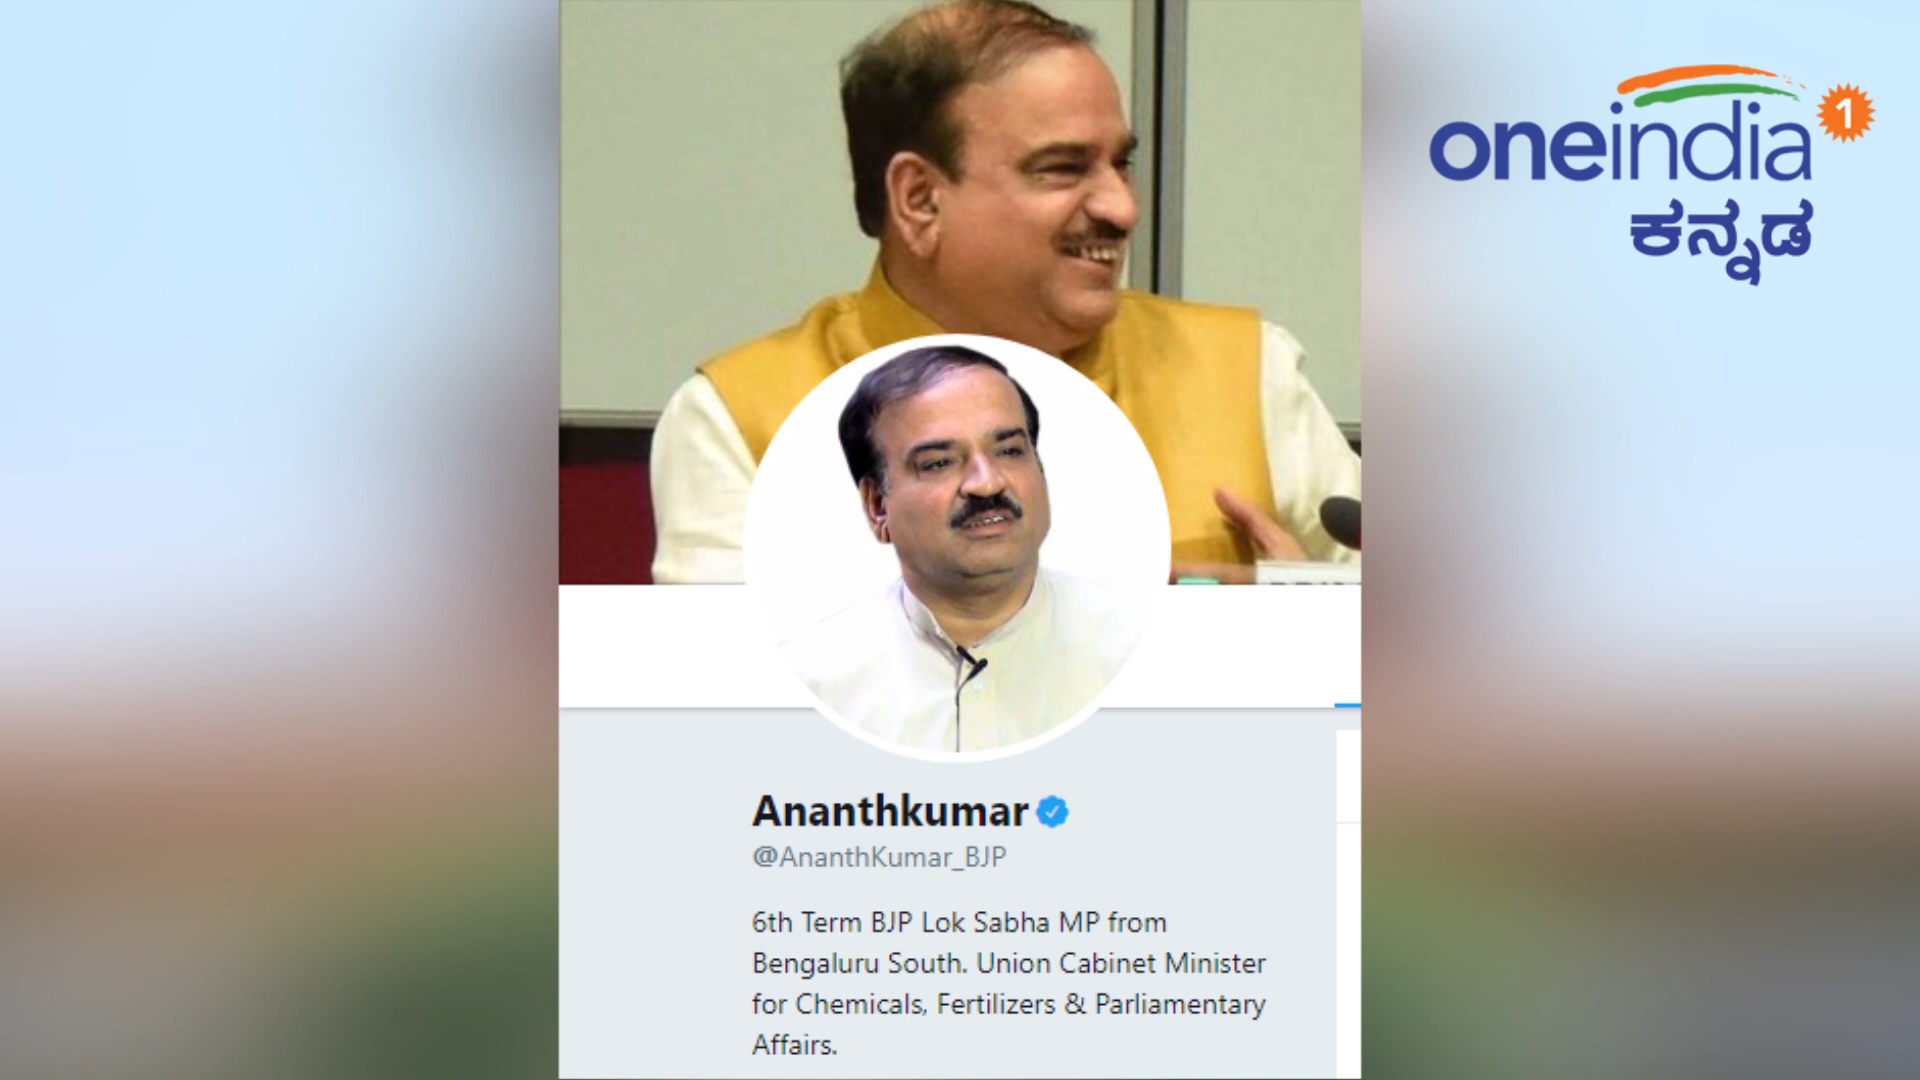 oneindia 1
ಕನ್ನಡ
Ananthkumar
@AnanthKumar_BJP
6th Term BJP Lok Sabha MP from
Bengaluru South. Union Cabinet Minister
for Chemicals, Fertilizers & Parliamentary
Affairs.